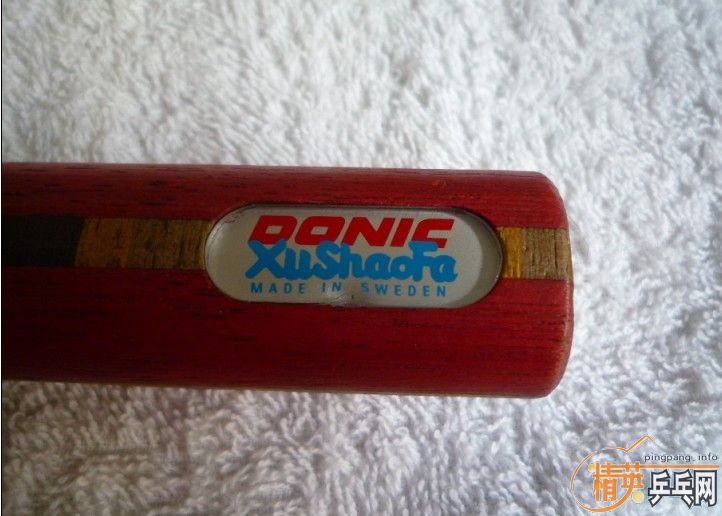 DONIC
XuShaoFa
MADE IN SWEDEN
pingpang.info
精英乒乓网